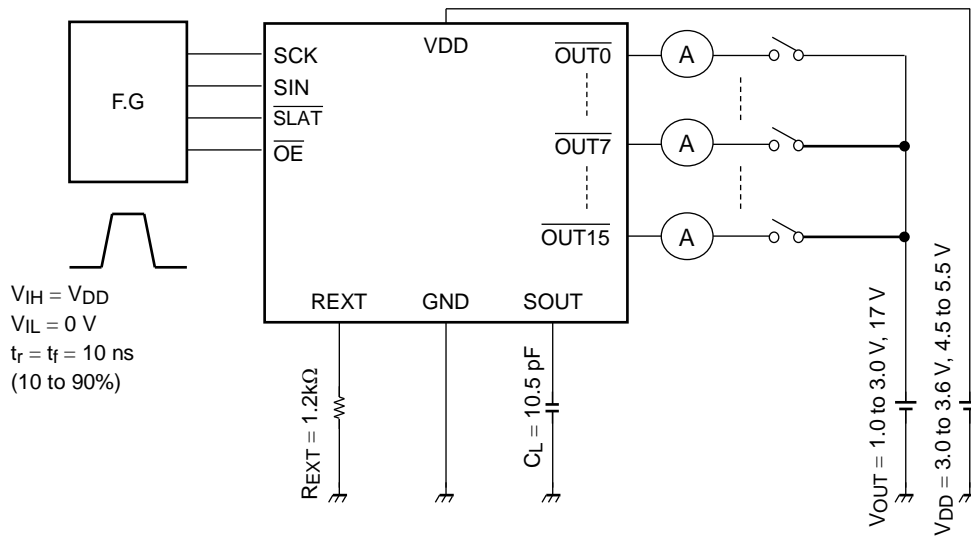 F.G
SCK
SIN
SLAT
OE
VDD
OUT0
OUT7
OUT15
A
A
A
REXT
GND
SOUT
VIH = VDD
VIL = 0 V
tr = tf = 10 ns
(10 to 90%)
REXT = 1.2kΩ
CL = 10.5 pF
VOUT = 1.0 to 3.0 V, 17 V
VDD = 3.0 to 3.6 V, 4.5 to 5.5 V